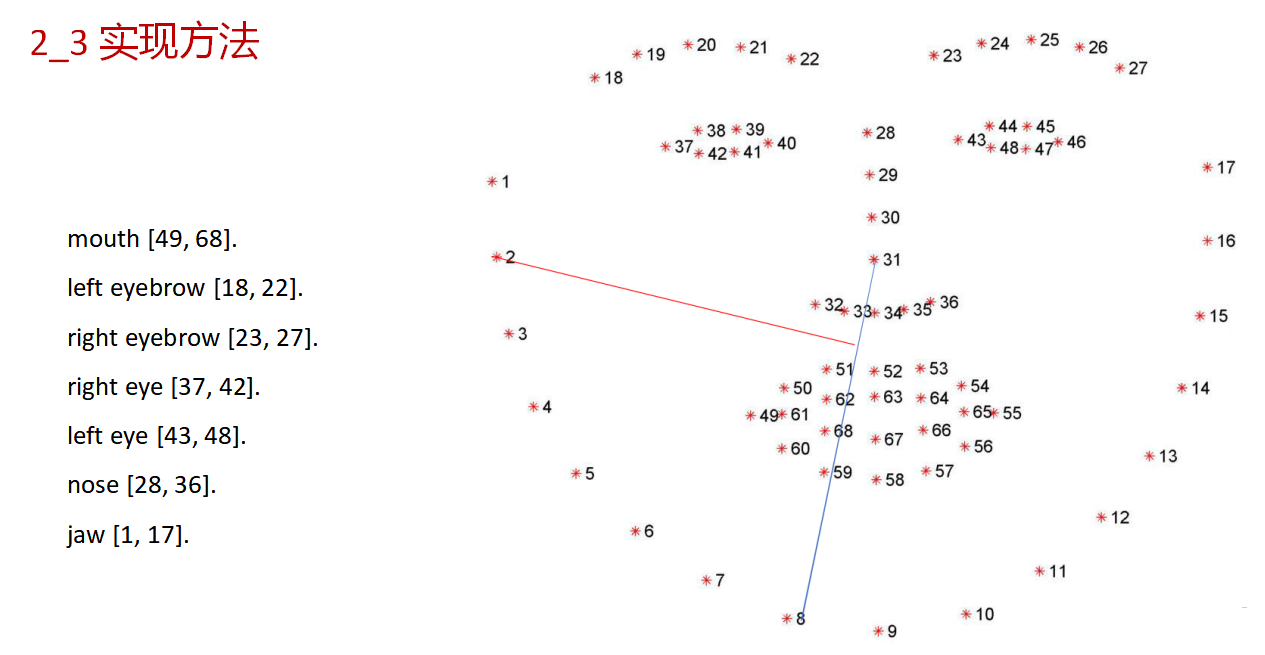 2_3 实现方法
mouth [49, 68].
left eyebrow [18, 22].
right eyebrow [23, 27].
right eye [37, 42].
left eye [43, 48].
nose [28, 36].
jaw [1, 17].
18 19 20 21 22
23 24 25 26 27
37 38 39 40 41 42
28
29
30
31
43 44 45 46 47 48
32 33 34 35 36
1
2
3
4
5
6
7
8
9
10
11
12
13
14
15
16
17
51 52 53
50 54
62 63 64
49 61 65 55
68 67 66
60 56
59 58 57